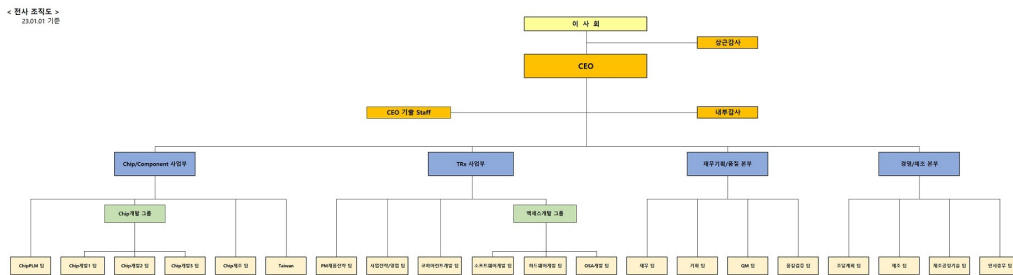 < 전사 조직도 >
23.01.01 기준
이 사 회
상근감사
CEO
CEO 기술 Staff
내부감사
Chip/Component 사업부
TRx 사업부
재무기획/품질 본부
경영/제조 본부
Chip개발 그룹
액세스개발 그룹
ChipPLM 팀
Chip개발1 팀
Chip개발2 팀
Chip개발3 팀
Chip제조 팀
Taiwan
PM제품전략 팀
사업전략/영업 팀
코히어런트개발 팀
소프트웨어개발 팀
하드웨어개발 팀
OSA개발 팀
재무 팀
기획 팀
QM 팀
품질검증 팀
조달계획 팀
제조 팀
제조공정기술 팀
인사총무 팀